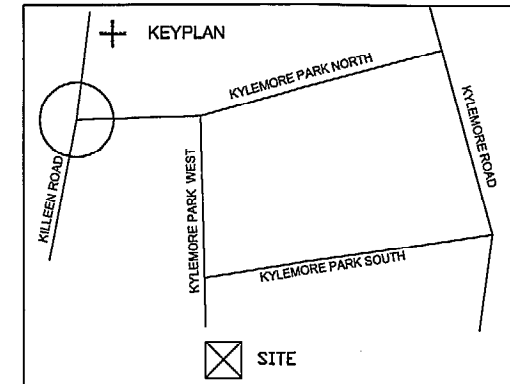 KEYPLAN
KYLEMORE PARK NORTH
KYLEMORE ROAD
KILLEEN ROAD
KYLEMORE PARK WEST
KYLEMORE PARK SOUTH
SITE